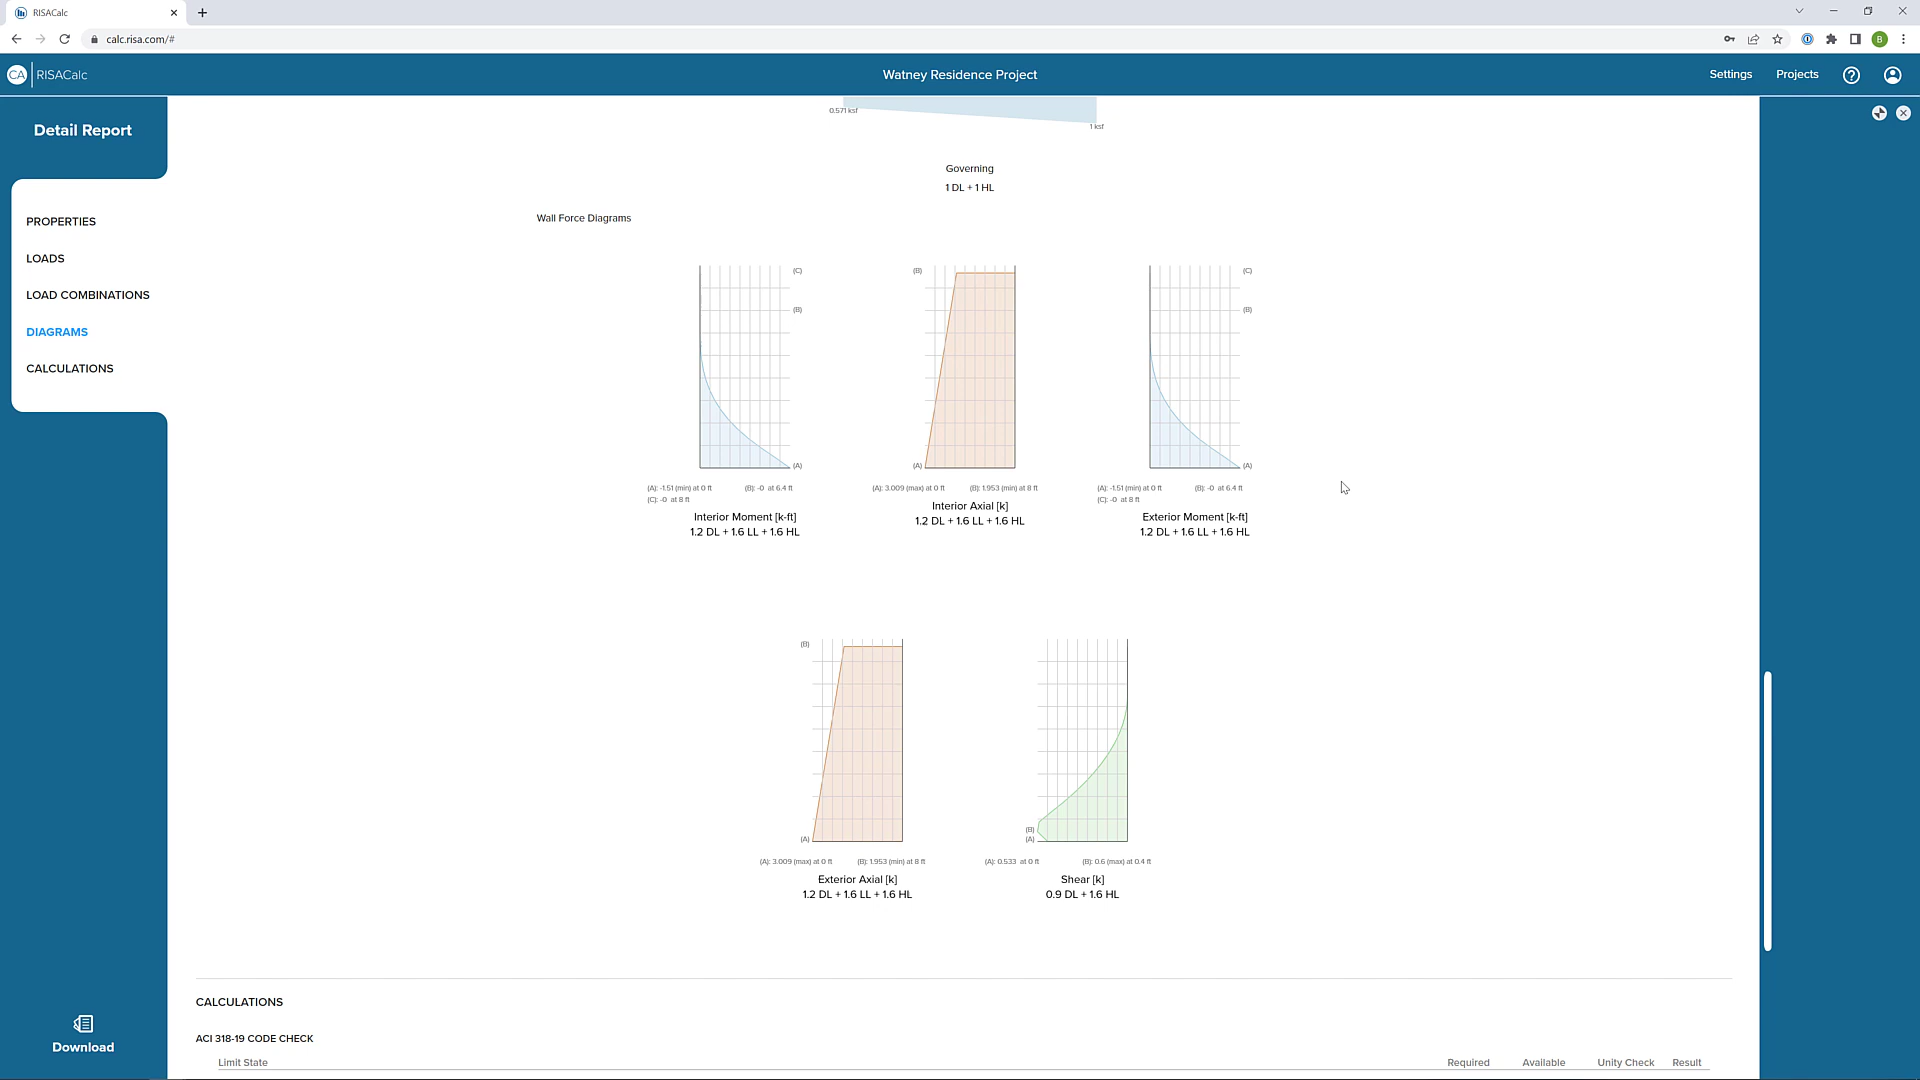 RISACalc
calc.risa.com/#
B
CA RISACalc
Watney Residence Project
Settings
Projects
Detail Report
PROPERTIES
LOADS
LOAD COMBINATIONS
DIAGRAMS
CALCULATIONS
Download
0.571 ksf
1 ksf
Governing
1 DL + 1 HL
Wall Force Diagrams
(C)
(B)
(A)
(A): -1.51 (min) at 0 ft (B): -0 at 6.4 ft
(C): -0 at 8 ft
Interior Moment [k-ft]
1.2 DL + 1.6 LL + 1.6 HL
(B)
(A)
(A): 3.009 (max) at 0 ft (B): 1.953 (min) at 8 ft
Interior Axial [k]
1.2 DL + 1.6 LL + 1.6 HL
(C)
(B)
(A)
(A): -1.51 (min) at 0 ft (B): -0 at 6.4 ft
(C): -0 at 8 ft
Exterior Moment [k-ft]
1.2 DL + 1.6 LL + 1.6 HL
(B)
(A)
(A): 3.009 (max) at 0 ft (B): 1.953 (min) at 8 ft
Exterior Axial [k]
1.2 DL + 1.6 LL + 1.6 HL
(B)
(A)
(A): 0.533 at 0 ft (B): 0.6 (max) at 0.4 ft
Shear [k]
0.9 DL + 1.6 HL
CALCULATIONS
ACI 318-19 CODE CHECK
Limit State Required Available Unity Check Result